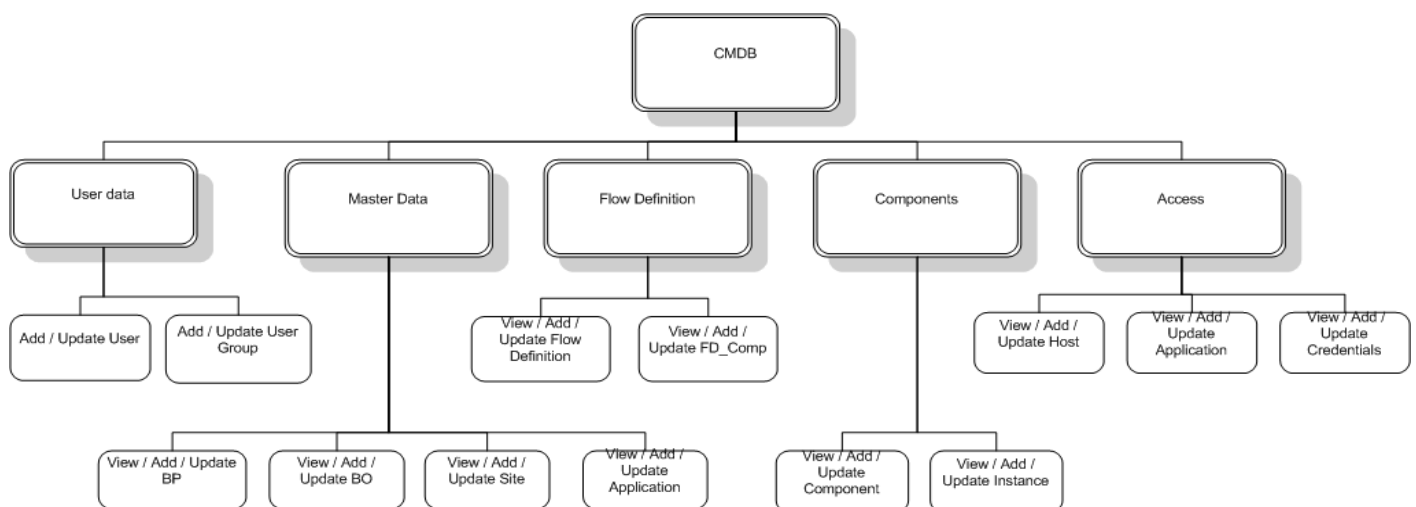 CMDB
User data
Master Data
Flow Definition
Components
Access
Add / Update User
Add / Update User
Group
View / Add /
Update Flow
Definition
View / Add /
Update FD_Comp
View / Add /
Update Host
View / Add /
Update
Application
View / Add /
Update
Credentials
View / Add / Update
BP
View / Add /
Update BO
View / Add /
Update Site
View / Add /
Update
Application
View / Add /
Update
Component
View / Add /
Update Instance